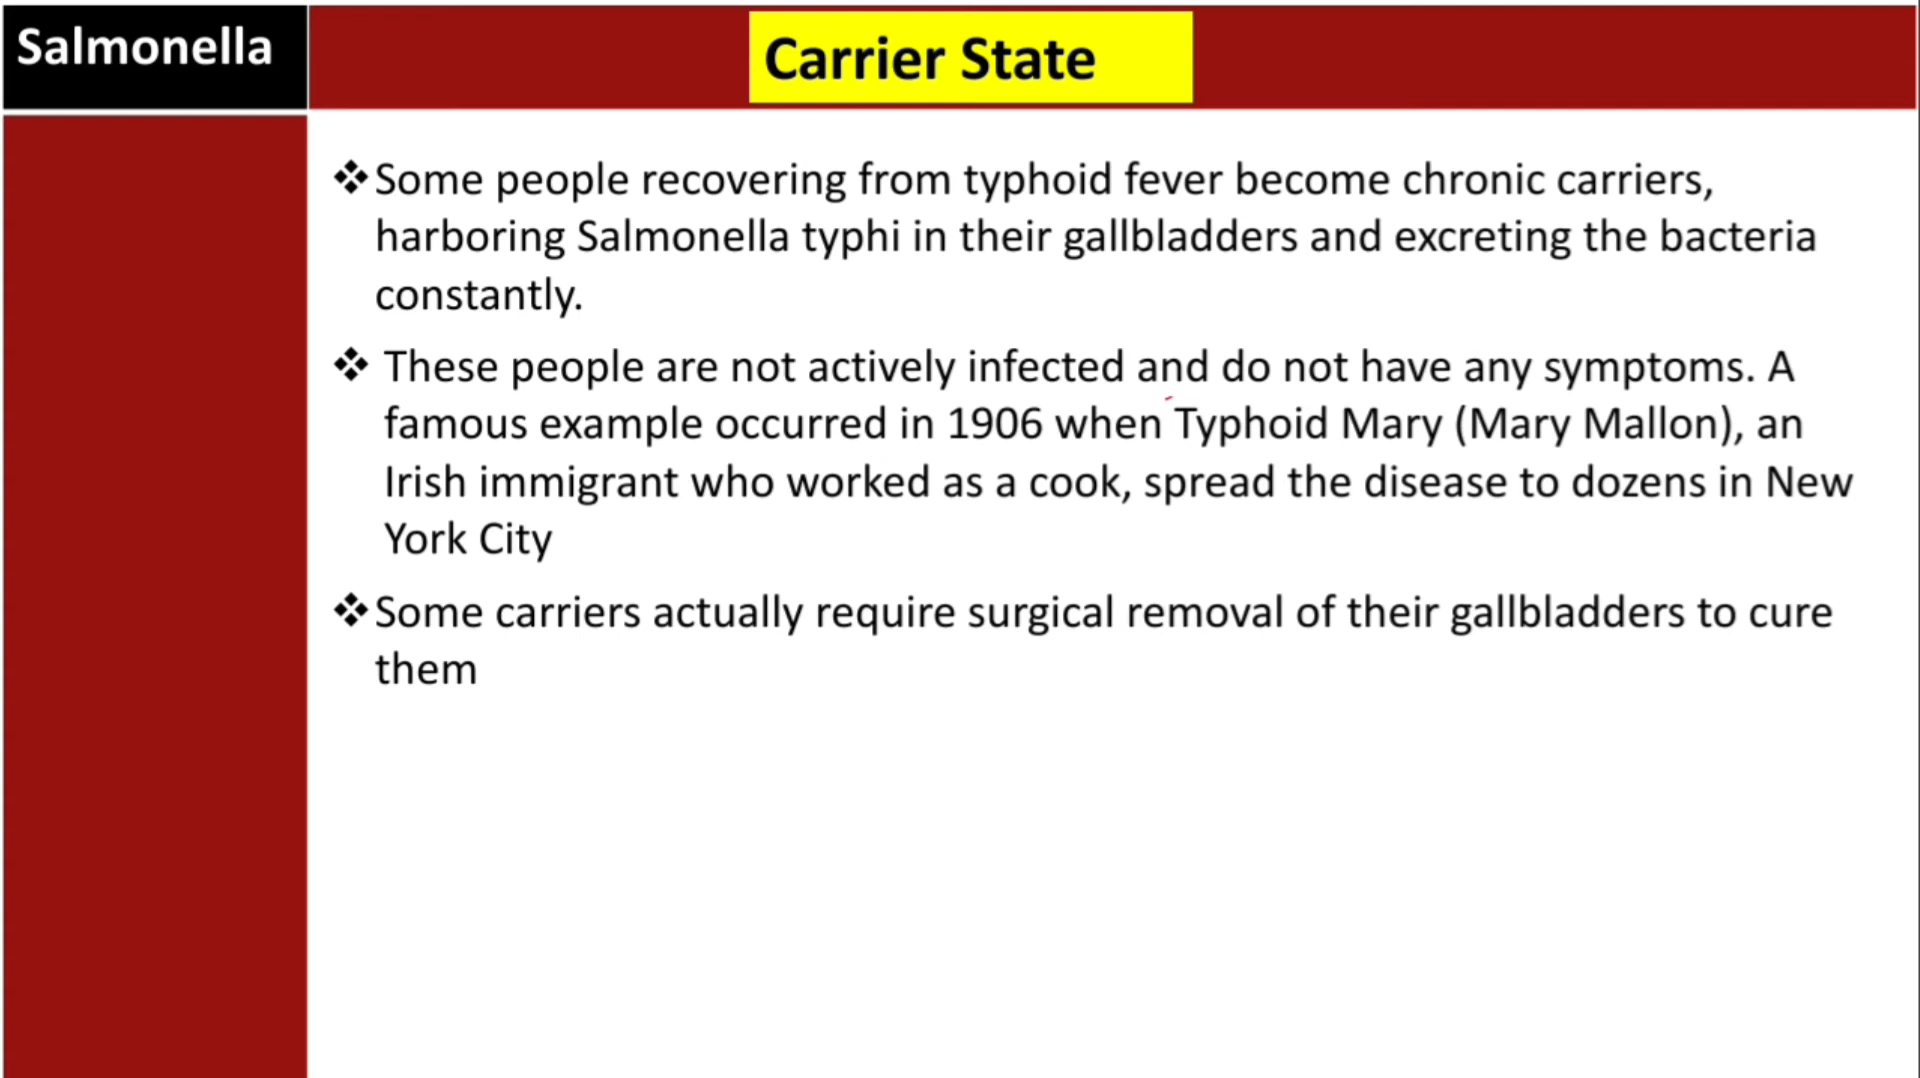 Salmonella
Carrier State
❖Some people recovering from typhoid fever become chronic carriers,
harboring Salmonella typhi in their gallbladders and excreting the bacteria
constantly.
❖ These people are not actively infected and do not have any symptoms. A
famous example occurred in 1906 when Typhoid Mary (Mary Mallon), an
Irish immigrant who worked as a cook, spread the disease to dozens in New
York City
❖Some carriers actually require surgical removal of their gallbladders to cure
them